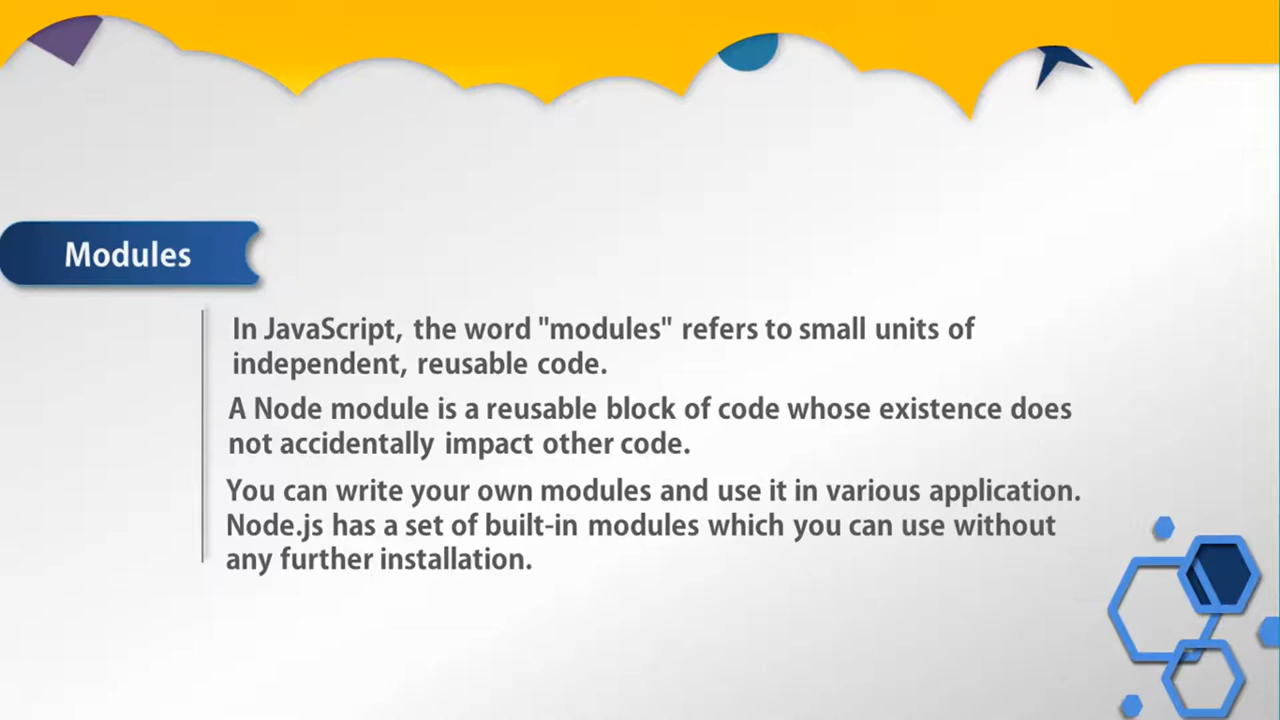 Modules
In JavaScript, the word "modules" refers to small units of
independent, reusable code.
A Node module is a reusable block of code whose existence does
not accidentally impact other code.
You can write your own modules and use it in various application.
Node.js has a set of built-in modules which you can use without
any further installation.